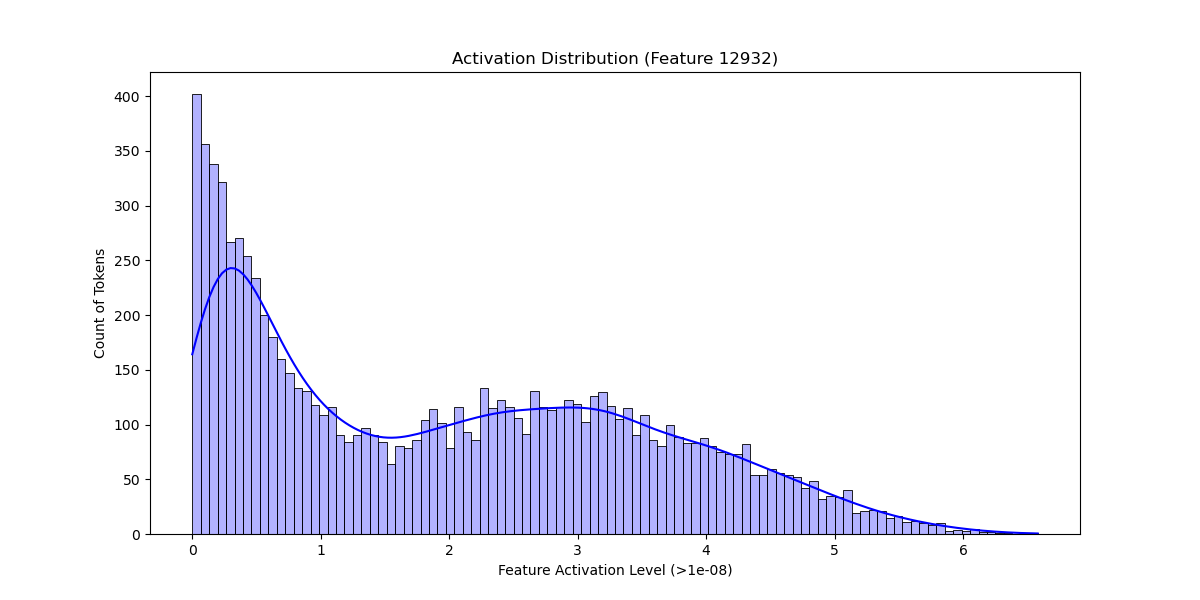 Activation Distribution (Feature 12932)
400
350
300
250
200
150
100
50
0
Count of Tokens
0 1 2 3 4 5 6
Feature Activation Level (>1e-08)